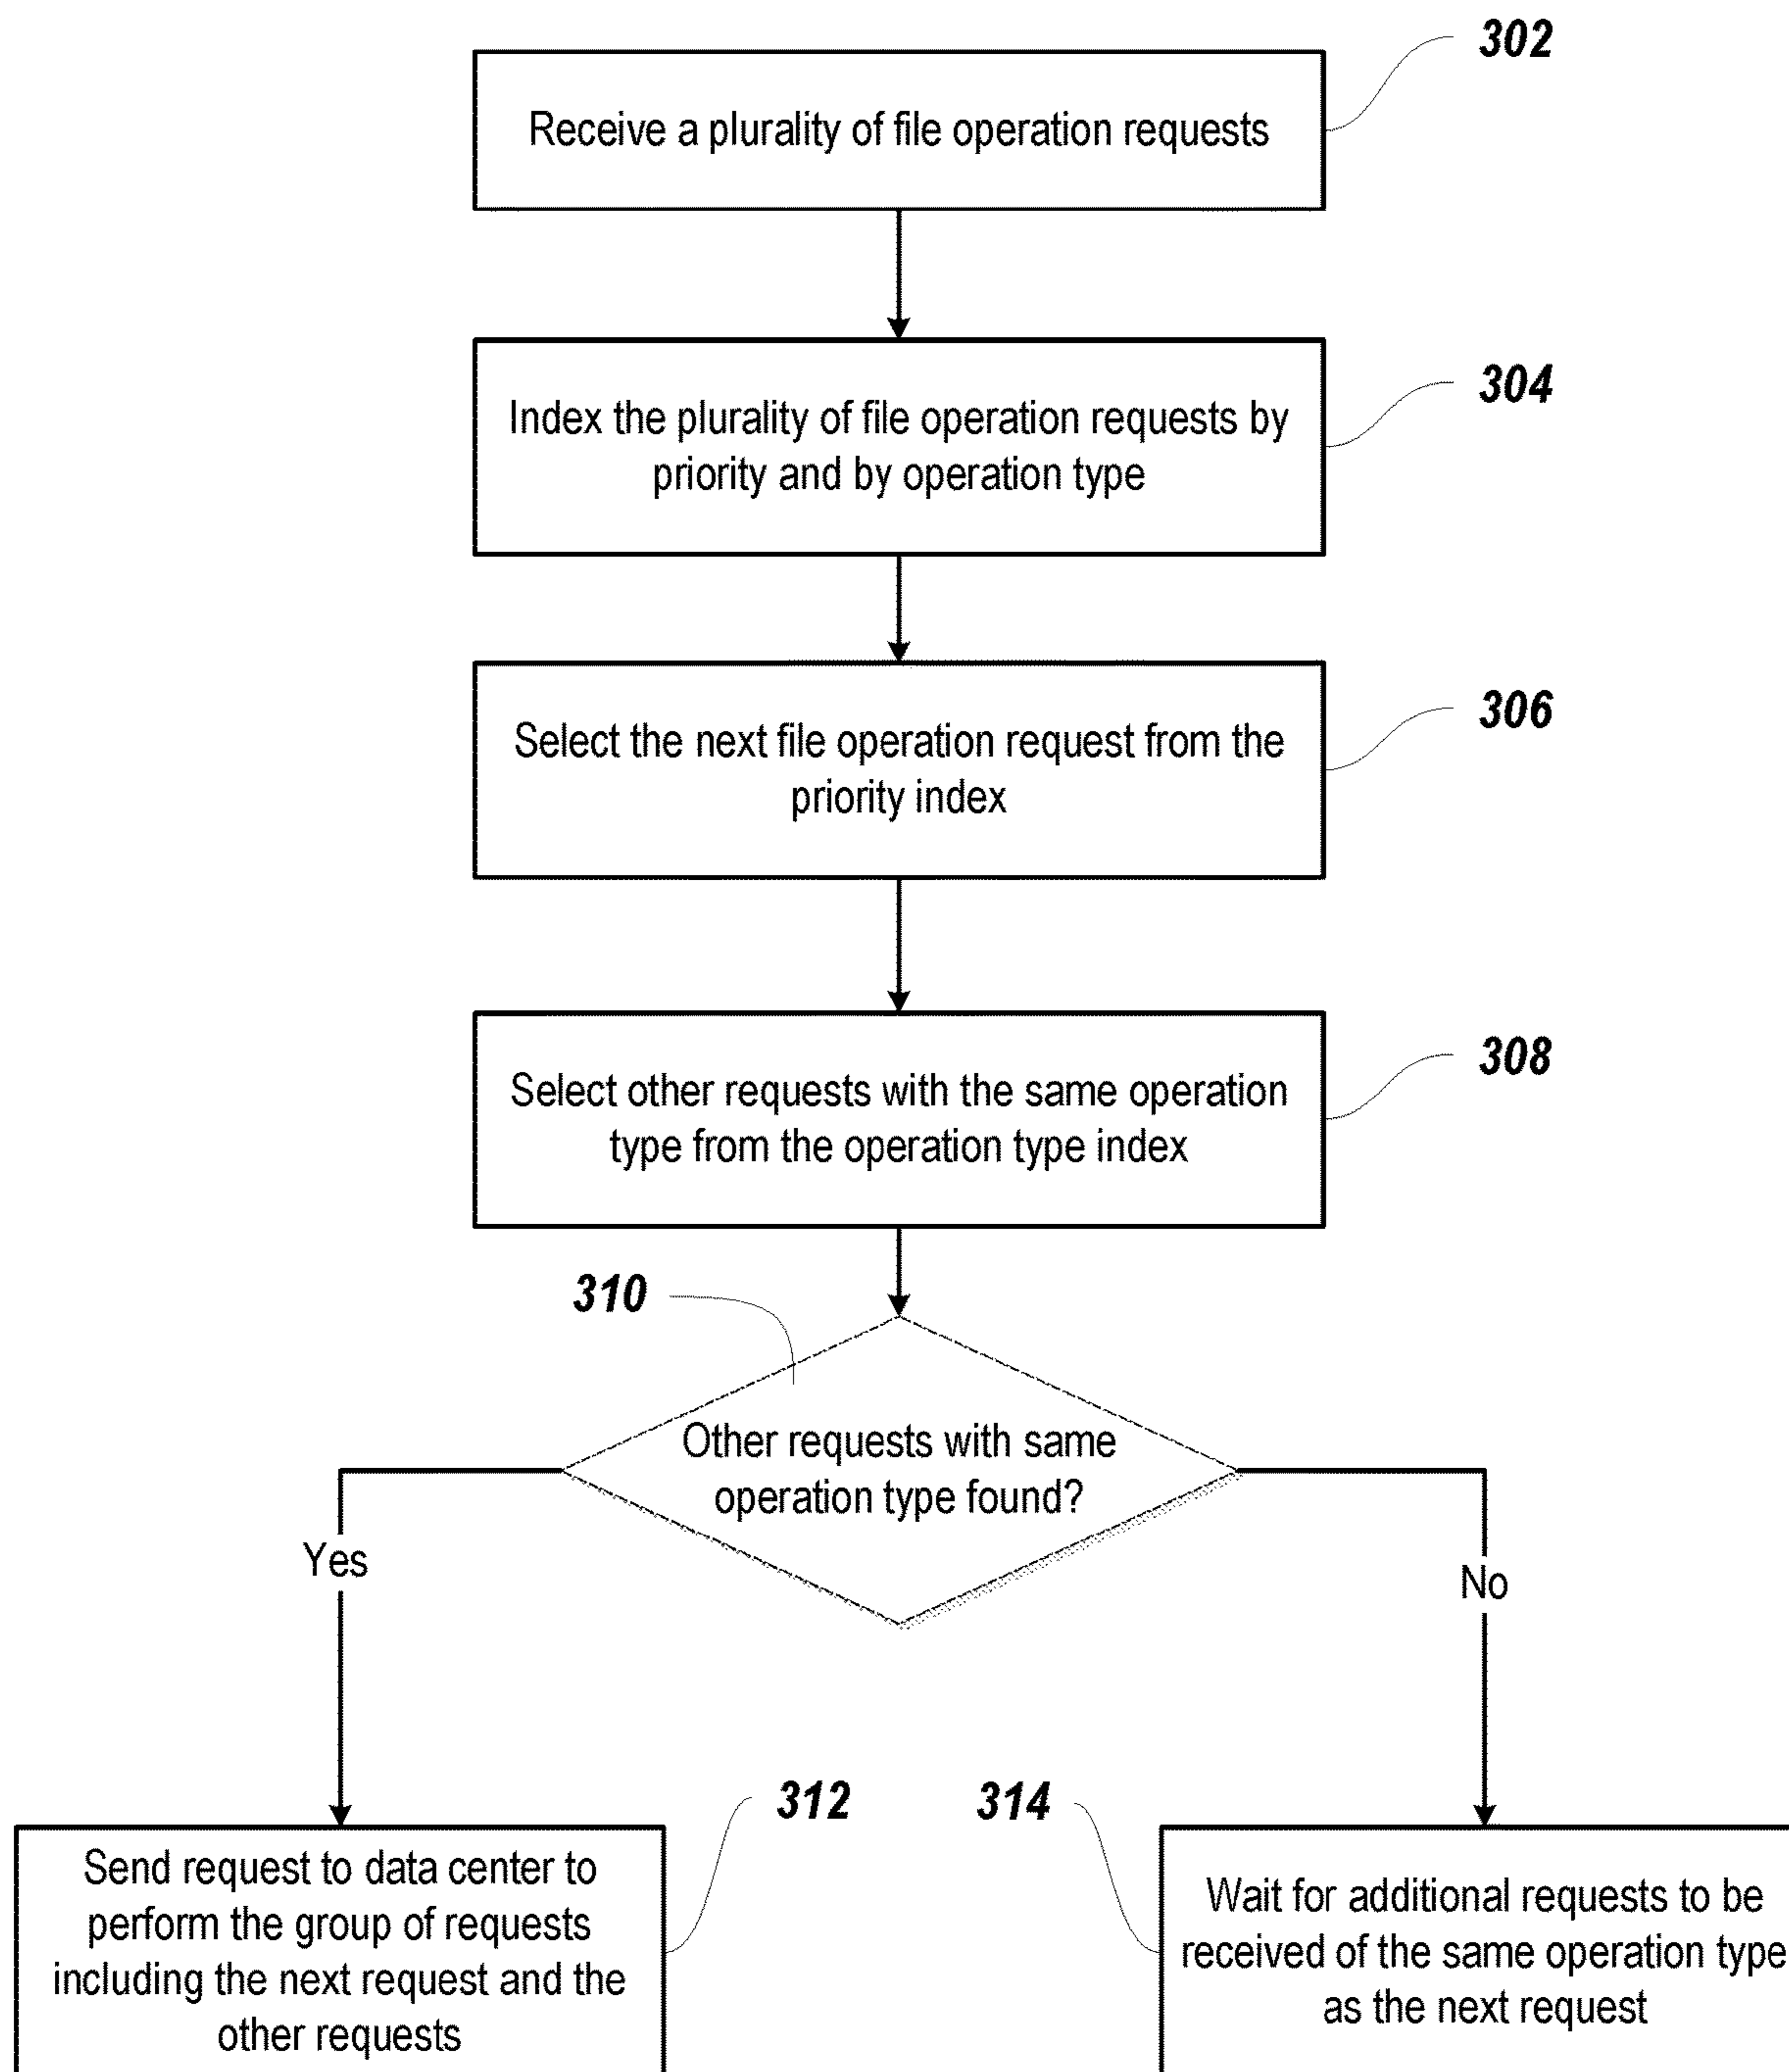 302
Receive a plurality of file operation requests
304
Index the plurality of file operation requests by
priority and by operation type
306
Select the next file operation request from the
priority index
308
Select other requests with the same operation
type from the operation type index
310
Other requests with same
operation type found?
Yes
No
312
Send request to data center to
perform the group of requests
including the next request and the
other requests
314
Wait for additional requests to be
received of the same operation type
as the next request